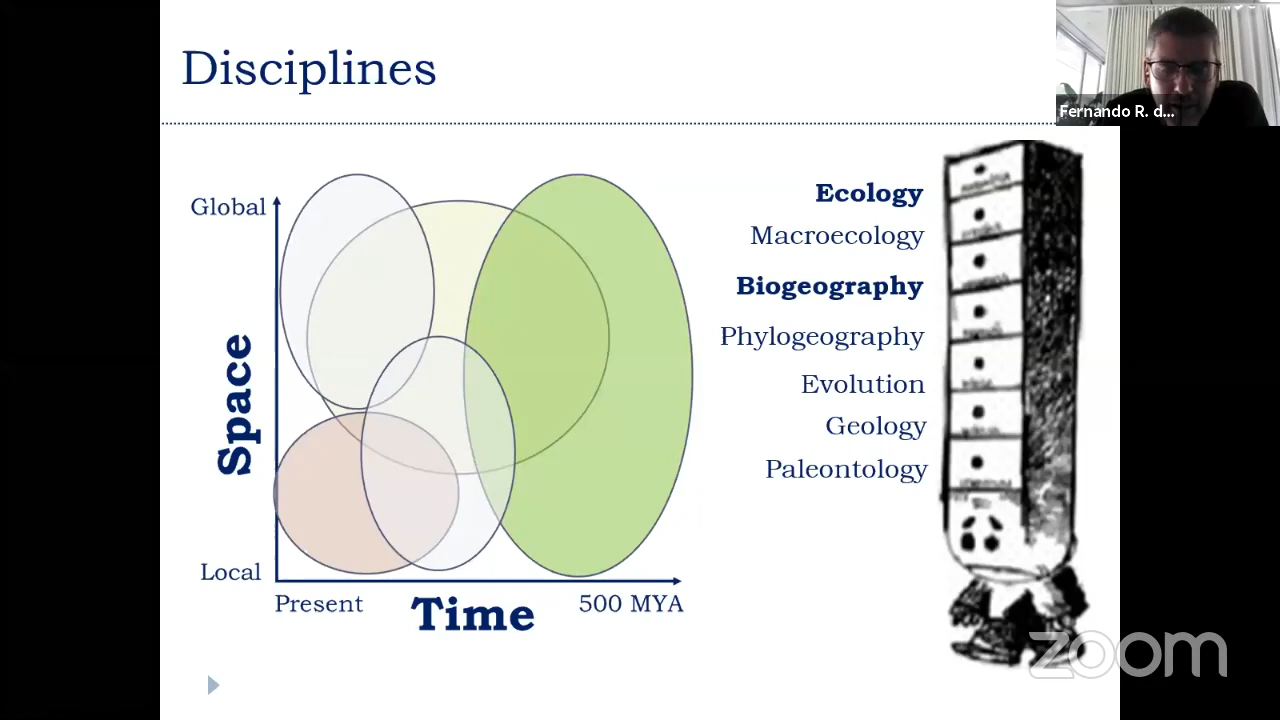 Disciplines
Fernando R. d...
Global
Space
Local
Present
Time
500 MYA
Ecology
Macroecology
Biogeography
Phylogeography
Evolution
Geology
Paleontology
zoom